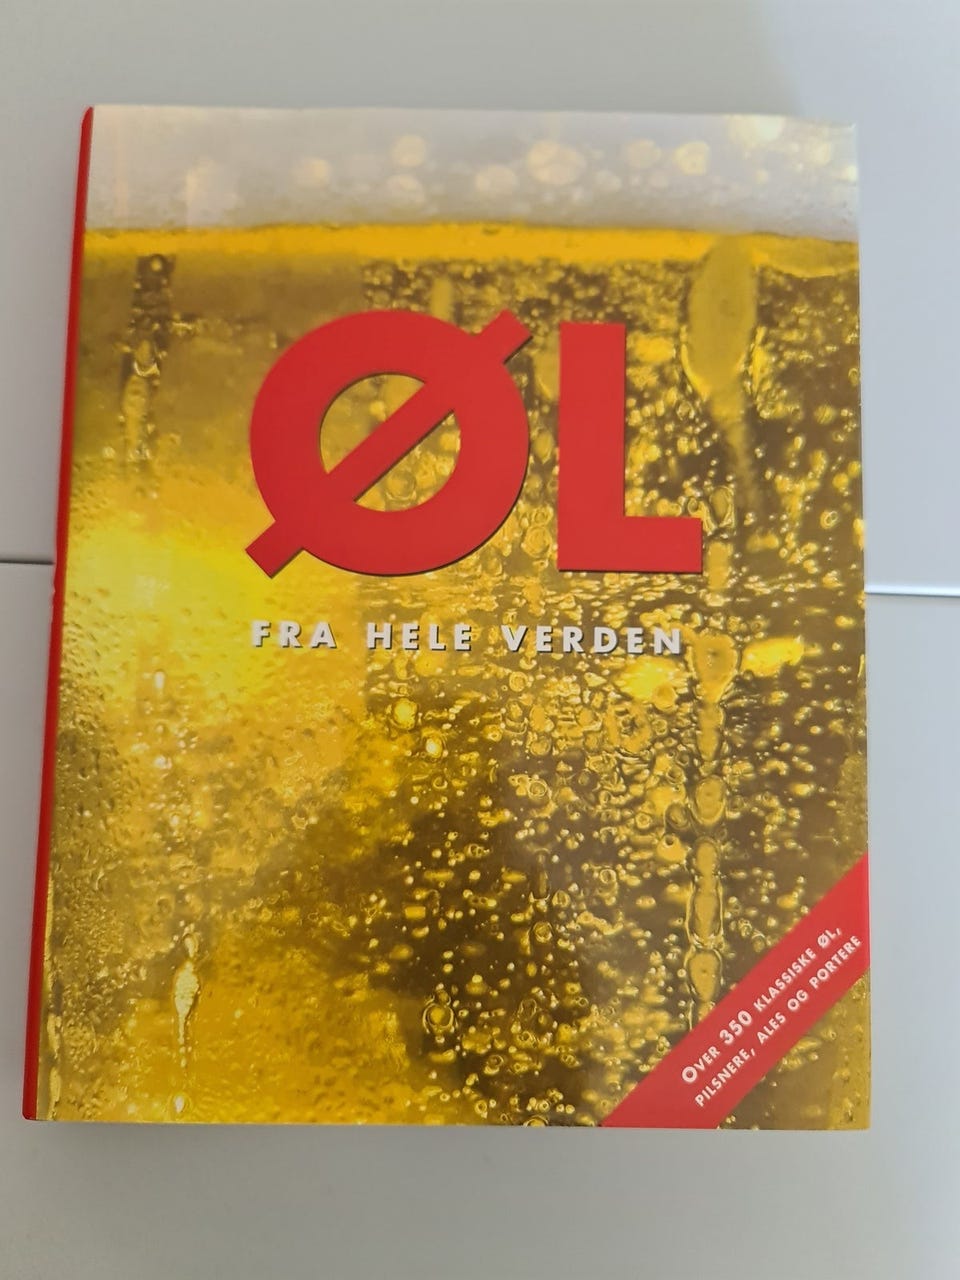 ØL
FRA HELE VERDEN
OVER 350 KLASSISKE ØL,
PILSNERE, ALES OG PORTERE